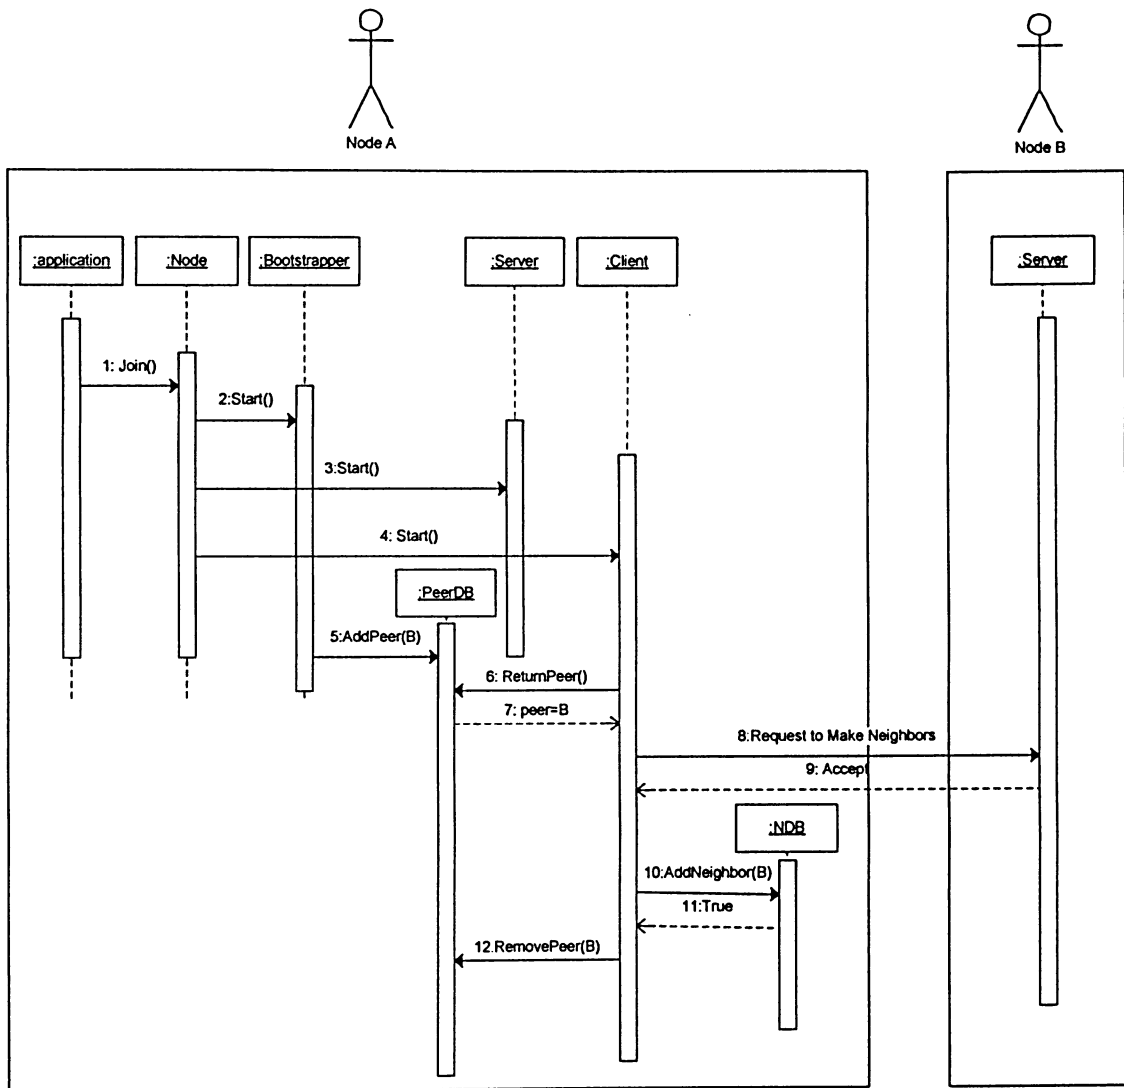 Node A
Node B
:application
:Node
:Bootstrapper
:Server
:Client
:Server
1: Join()
2:Start()
3:Start()
4: Start()
:PeerDB
5:AddPeer(B)
6: ReturnPeer()
7: peer=B
8:Request to Make Neighbors
9: Accept
:NDB
10:AddNeighbor(B)
11:True
12.RemovePeer(B)